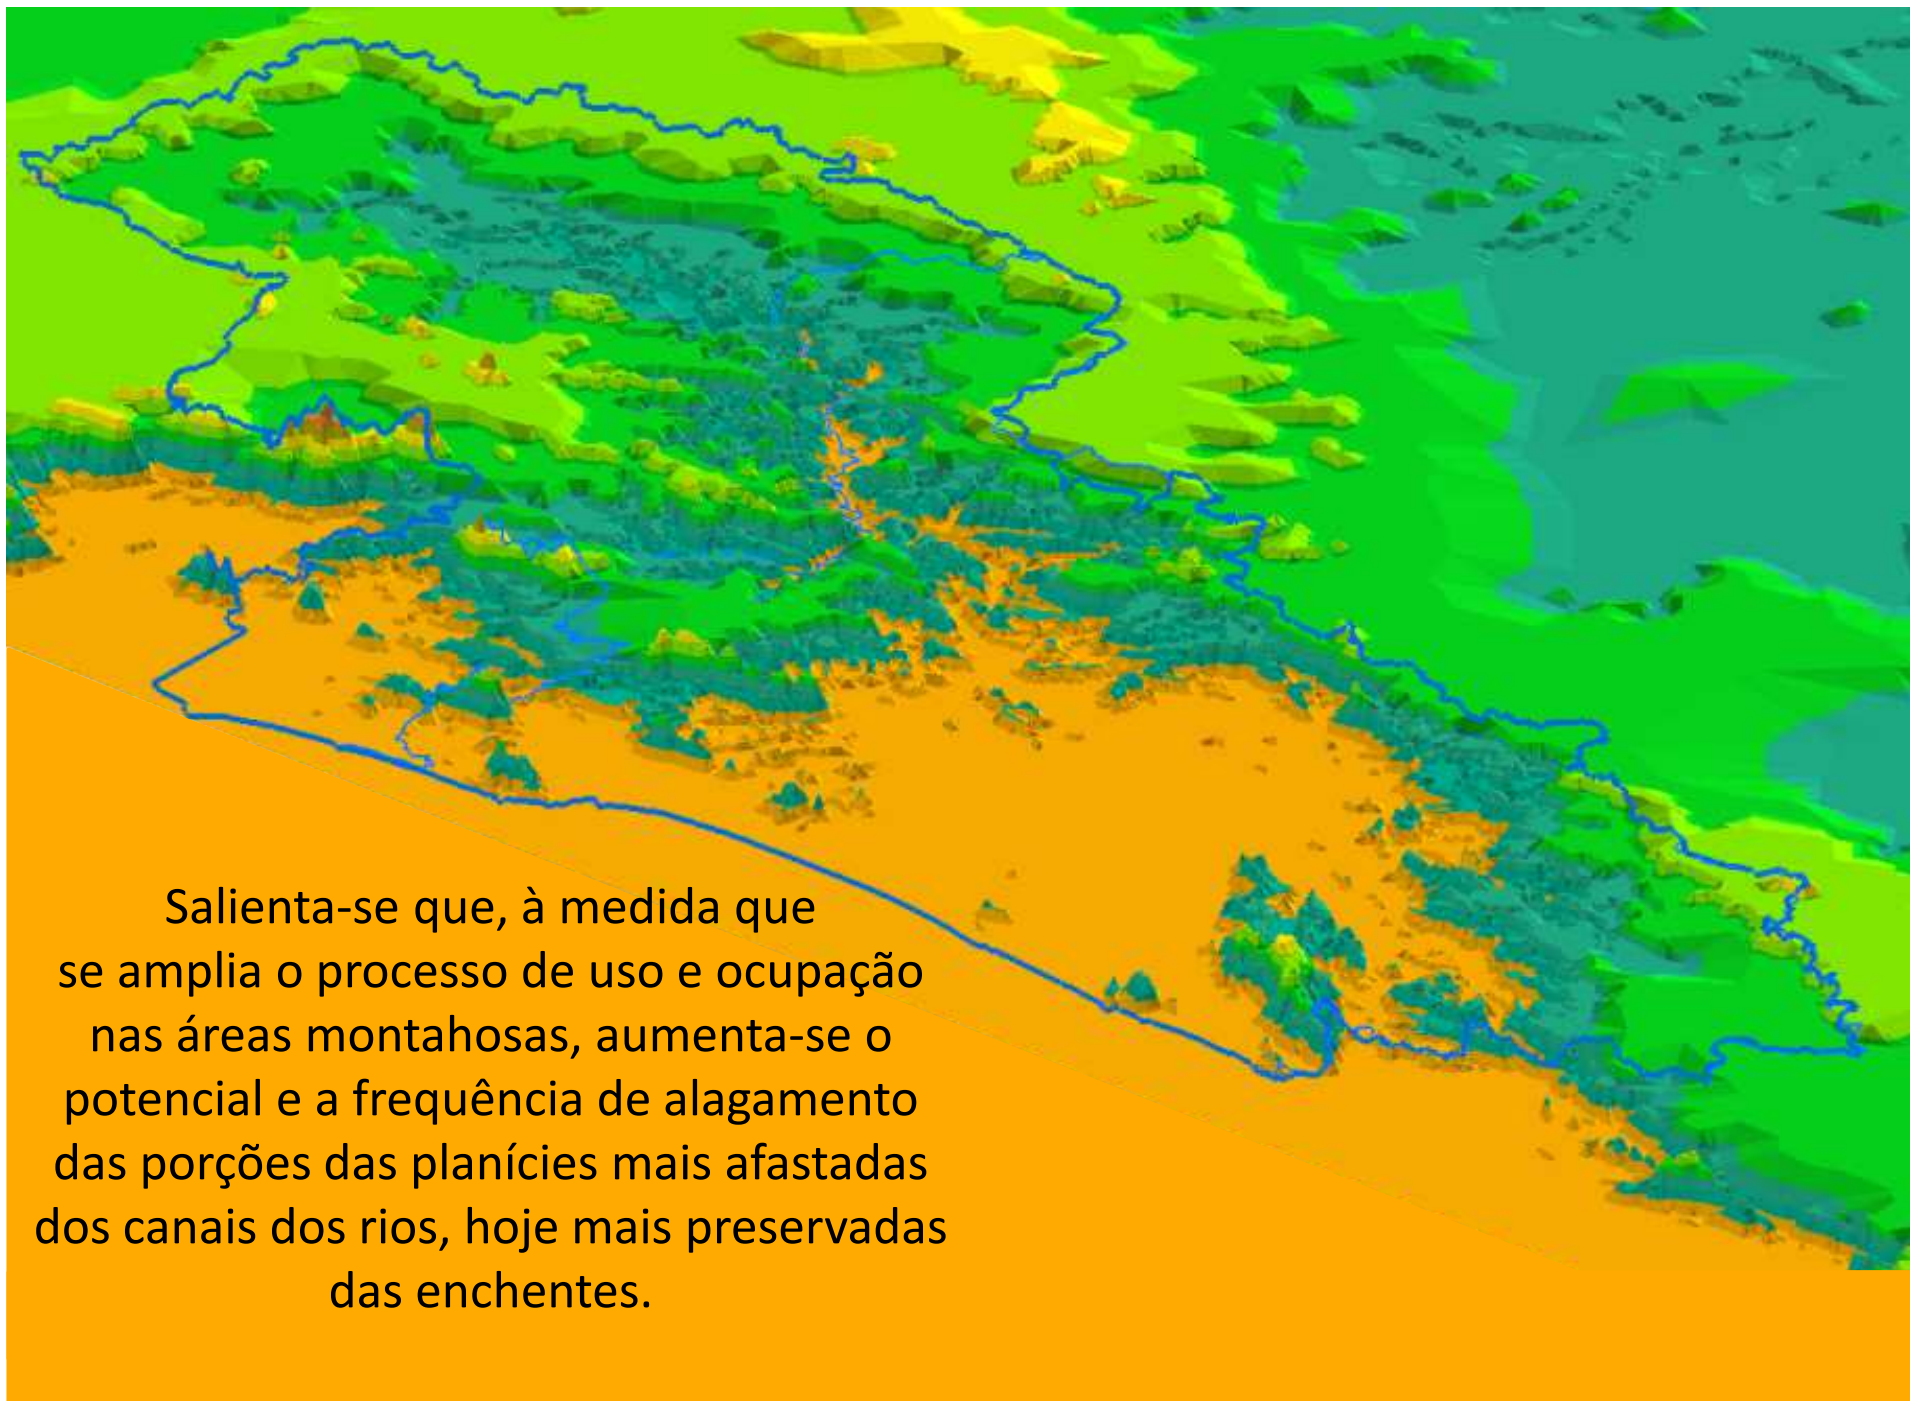 Salienta-se que, à medida que
se amplia o processo de uso e ocupação
nas áreas montahosas, aumenta-se o
potencial e a frequência de alagamento
das porções das planícies mais afastadas
dos canais dos rios, hoje mais preservadas
das enchentes.